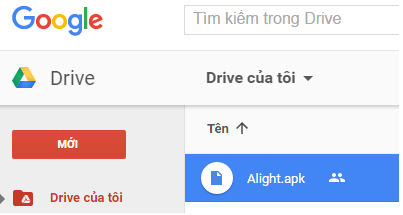 Google
Tìm kiếm trong Drive
Drive
Drive của tôi
Tên
MỚI
Alight.apk
Drive của tôi